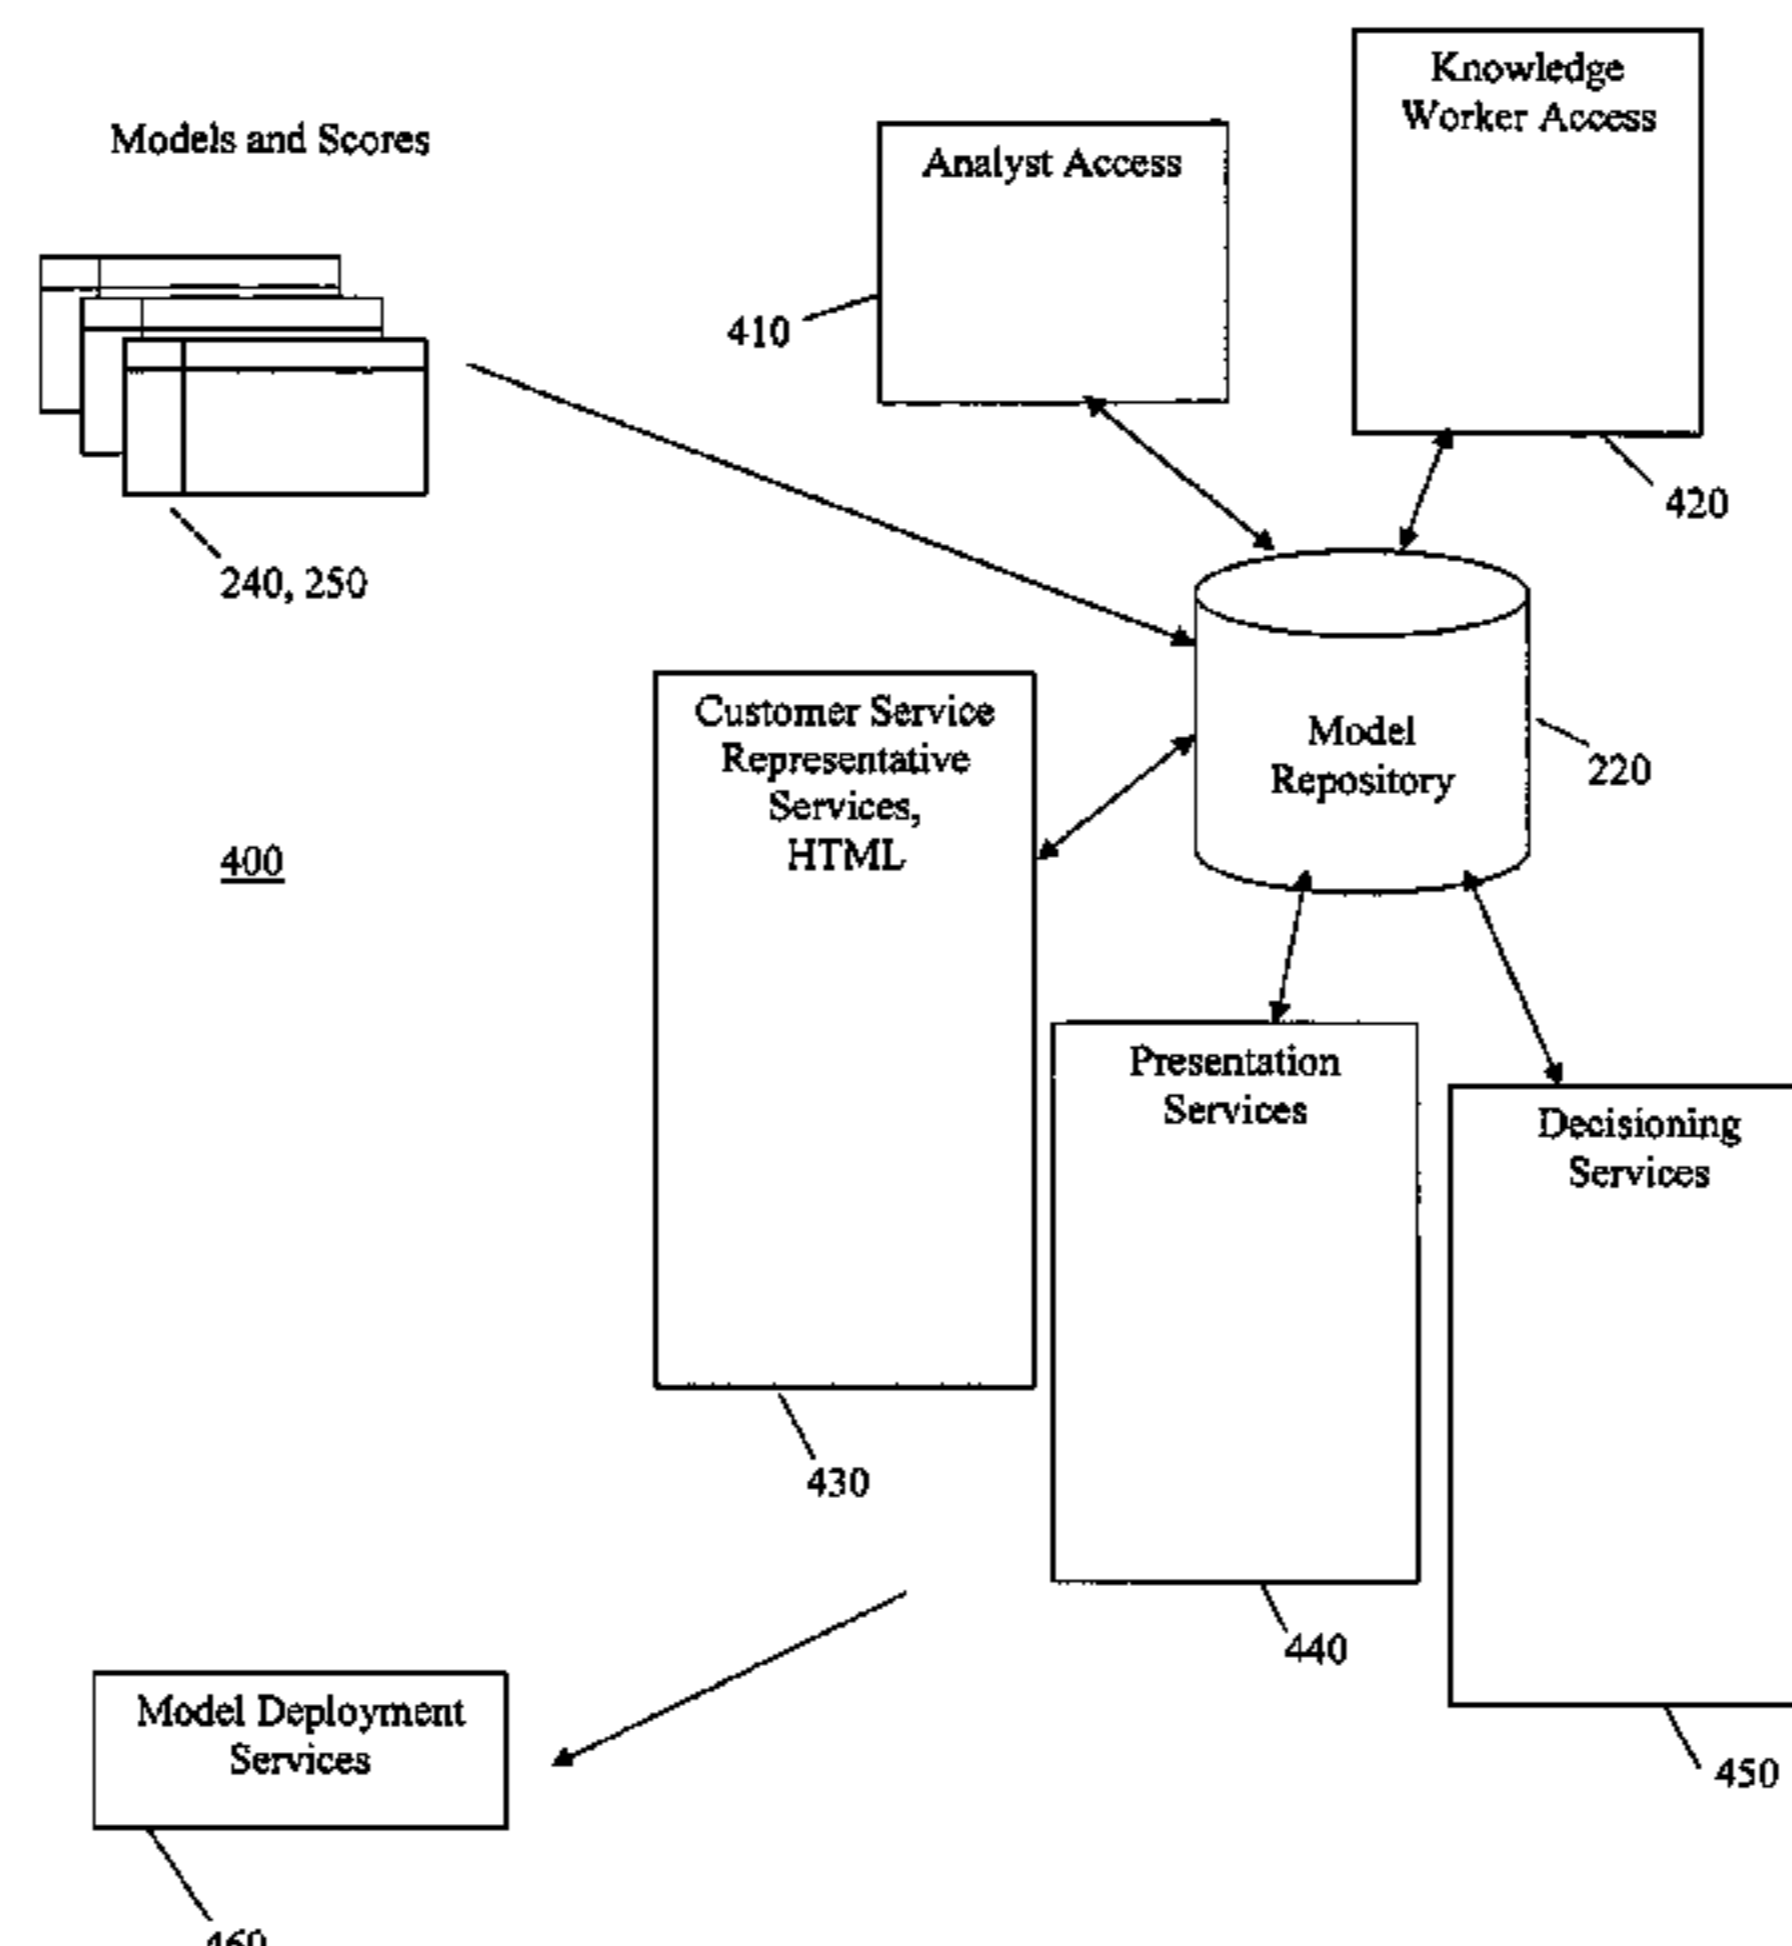 Knowledge
Worker Access
Models and Scores
Analyst Access
410
420
240, 250
Customer Service
Representative
Services,
HTML
Model
Repository
220
400
Presentation
Services
Decisioning
Services
430
440
Model Deployment
Services
450
460